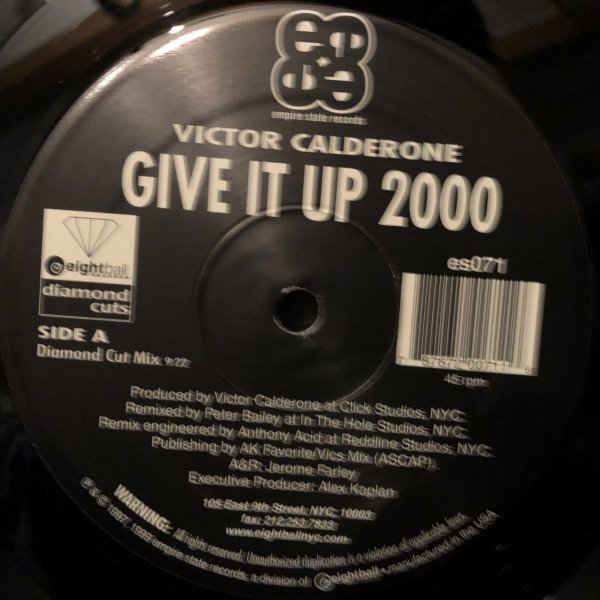 empire state records
VICTOR CALDERONE
GIVE IT UP 2000
es071
eightball
RECORDS
diamond
cuts
SIDE A
Diamond Cut Mix 9:22
45 rpm
Produced by Victor Calderone at Click Studios, NYC.
Remixed by Peter Bailey at In The Hole Studios, NYC.
Remix engineered by Anthony Acid at Reddline Studios, NYC.
Publishing by AK Favorite/Vics Mix (ASCAP)
A&R: Jerome Farley
Executive Producer: Alex Kaplan
105 East 9th Street, NYC, 10003
fax: 212.253.7833
www.eightballnyc.com
WARNING: All rights reserved. Unauthorized duplication is a violation of applicable laws.
P & © 1997, 1999 empire state records, a division of eightball • manufactured in the USA